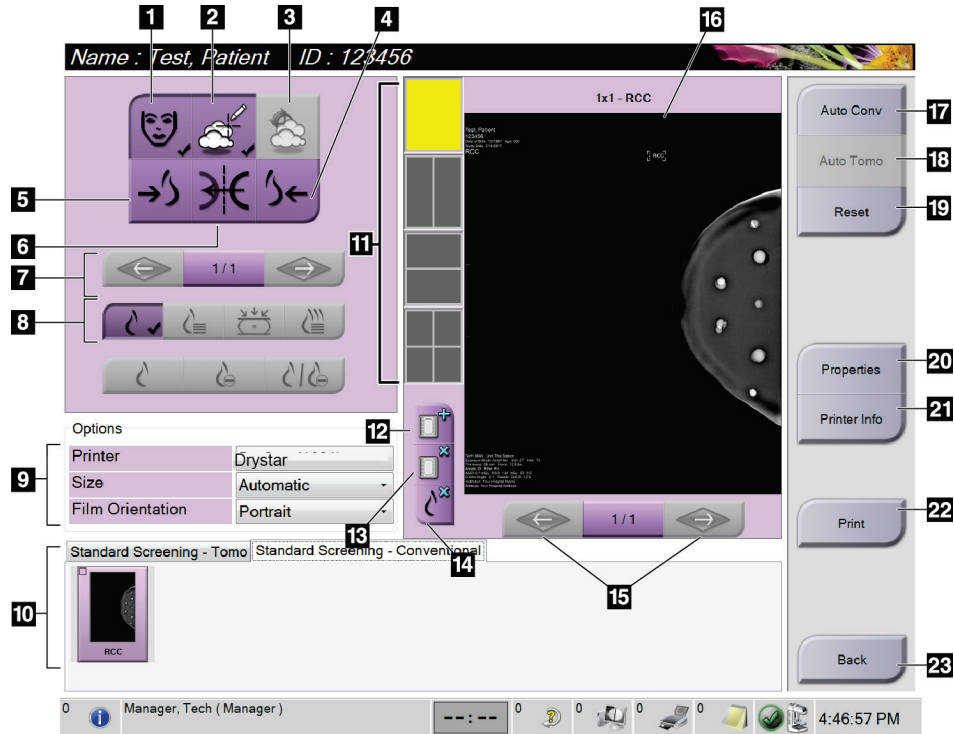 1 2 3 4 16
Name : Test, Patient ID : 123456
1x1 - RCC
Auto Conv 17
Test, Patient
123456
RCC
[ RCC ]
Auto Tomo 18
5
Reset 19
6
11
7 1 / 1
8
Properties 20
Printer Info 21
12
Options
9
Printer Drystar
Size Automatic
Film Orientation Portrait
13
14
1 / 1
15
Print 22
Standard Screening - Tomo Standard Screening - Conventional
10
RCC
Back 23
0 Manager, Tech ( Manager ) --:-- 0 0 0 0 4:46:57 PM